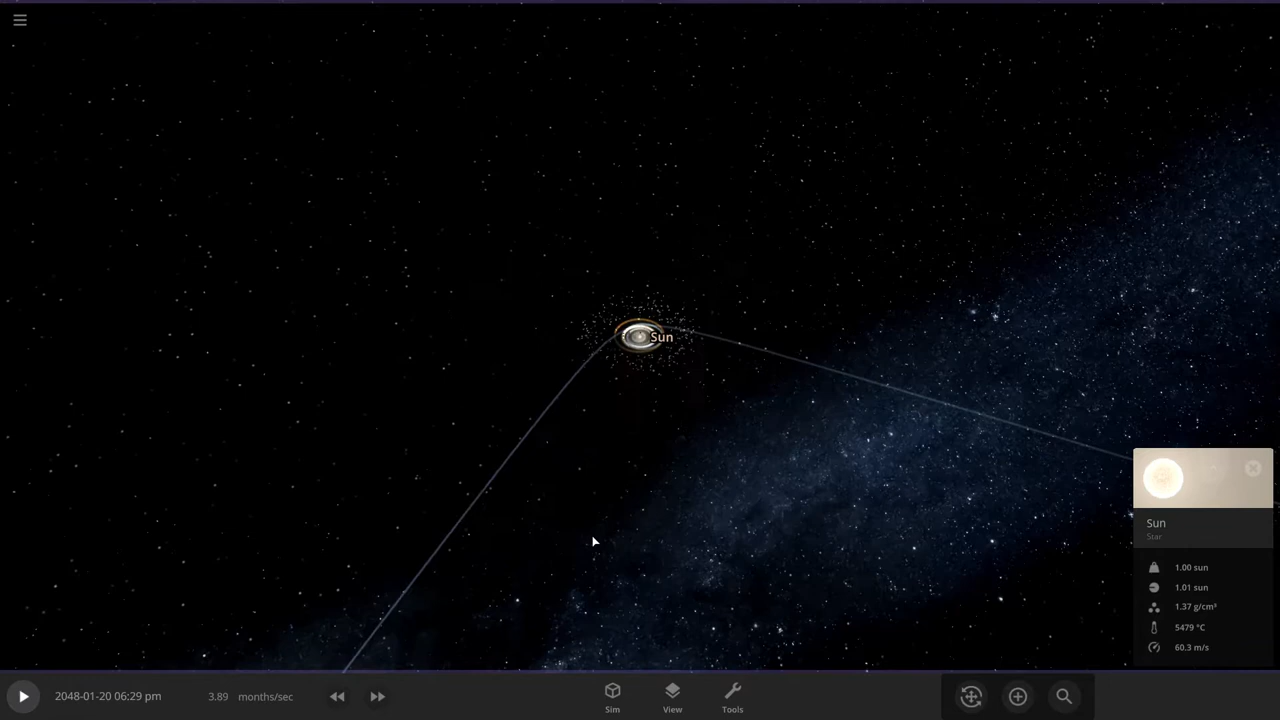 Sun
Sun
Star
1.00 sun
1.01 sun
1.37 g/cm³
5479 °C
60.3 m/s
2048-01-20 06:29 pm
3.89 months/sec
Sim
View
Tools